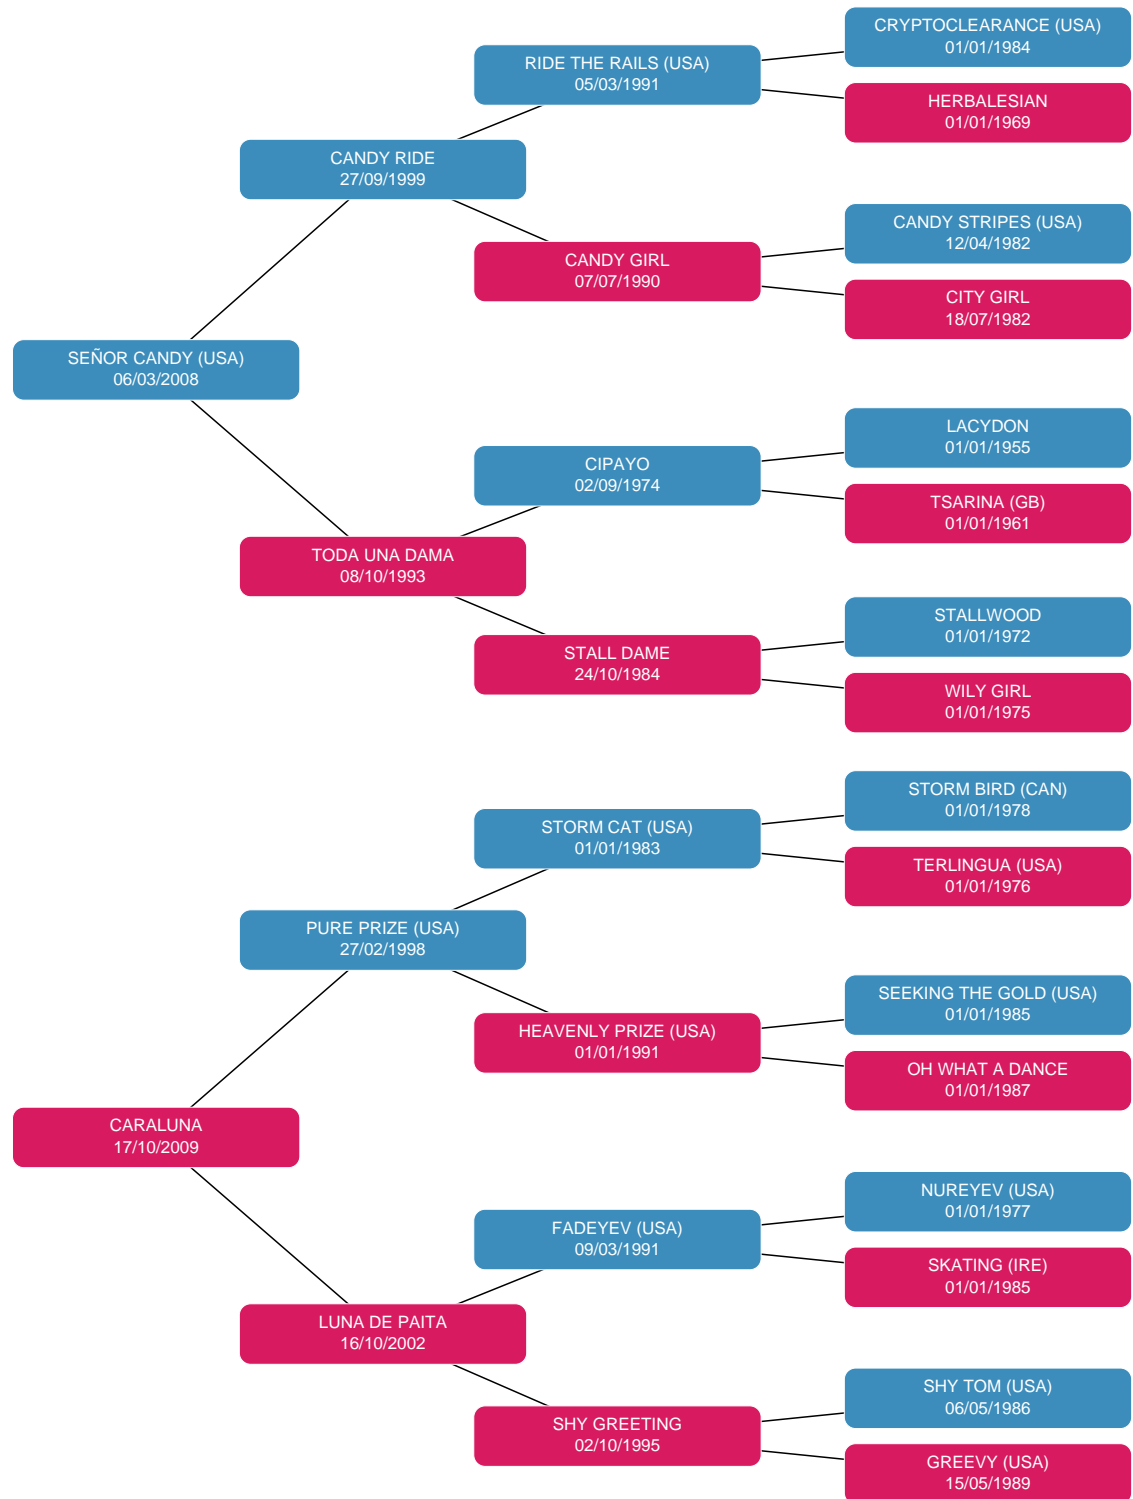 CRYPTOCLEARANCE (USA)
01/01/1984
RIDE THE RAILS (USA)
05/03/1991
HERBALESIAN
01/01/1969
CANDY RIDE
27/09/1999
CANDY STRIPES (USA)
12/04/1982
CANDY GIRL
07/07/1990
CITY GIRL
18/07/1982
SEÑOR CANDY (USA)
06/03/2008
LACYDON
01/01/1955
CIPAYO
02/09/1974
TSARINA (GB)
01/01/1961
TODA UNA DAMA
08/10/1993
STALLWOOD
01/01/1972
STALL DAME
24/10/1984
WILY GIRL
01/01/1975
STORM BIRD (CAN)
01/01/1978
STORM CAT (USA)
01/01/1983
TERLINGUA (USA)
01/01/1976
PURE PRIZE (USA)
27/02/1998
SEEKING THE GOLD (USA)
01/01/1985
HEAVENLY PRIZE (USA)
01/01/1991
OH WHAT A DANCE
01/01/1987
CARALUNA
17/10/2009
NUREYEV (USA)
01/01/1977
FADEYEV (USA)
09/03/1991
SKATING (IRE)
01/01/1985
LUNA DE PAITA
16/10/2002
SHY TOM (USA)
06/05/1986
SHY GREETING
02/10/1995
GREEVY (USA)
15/05/1989